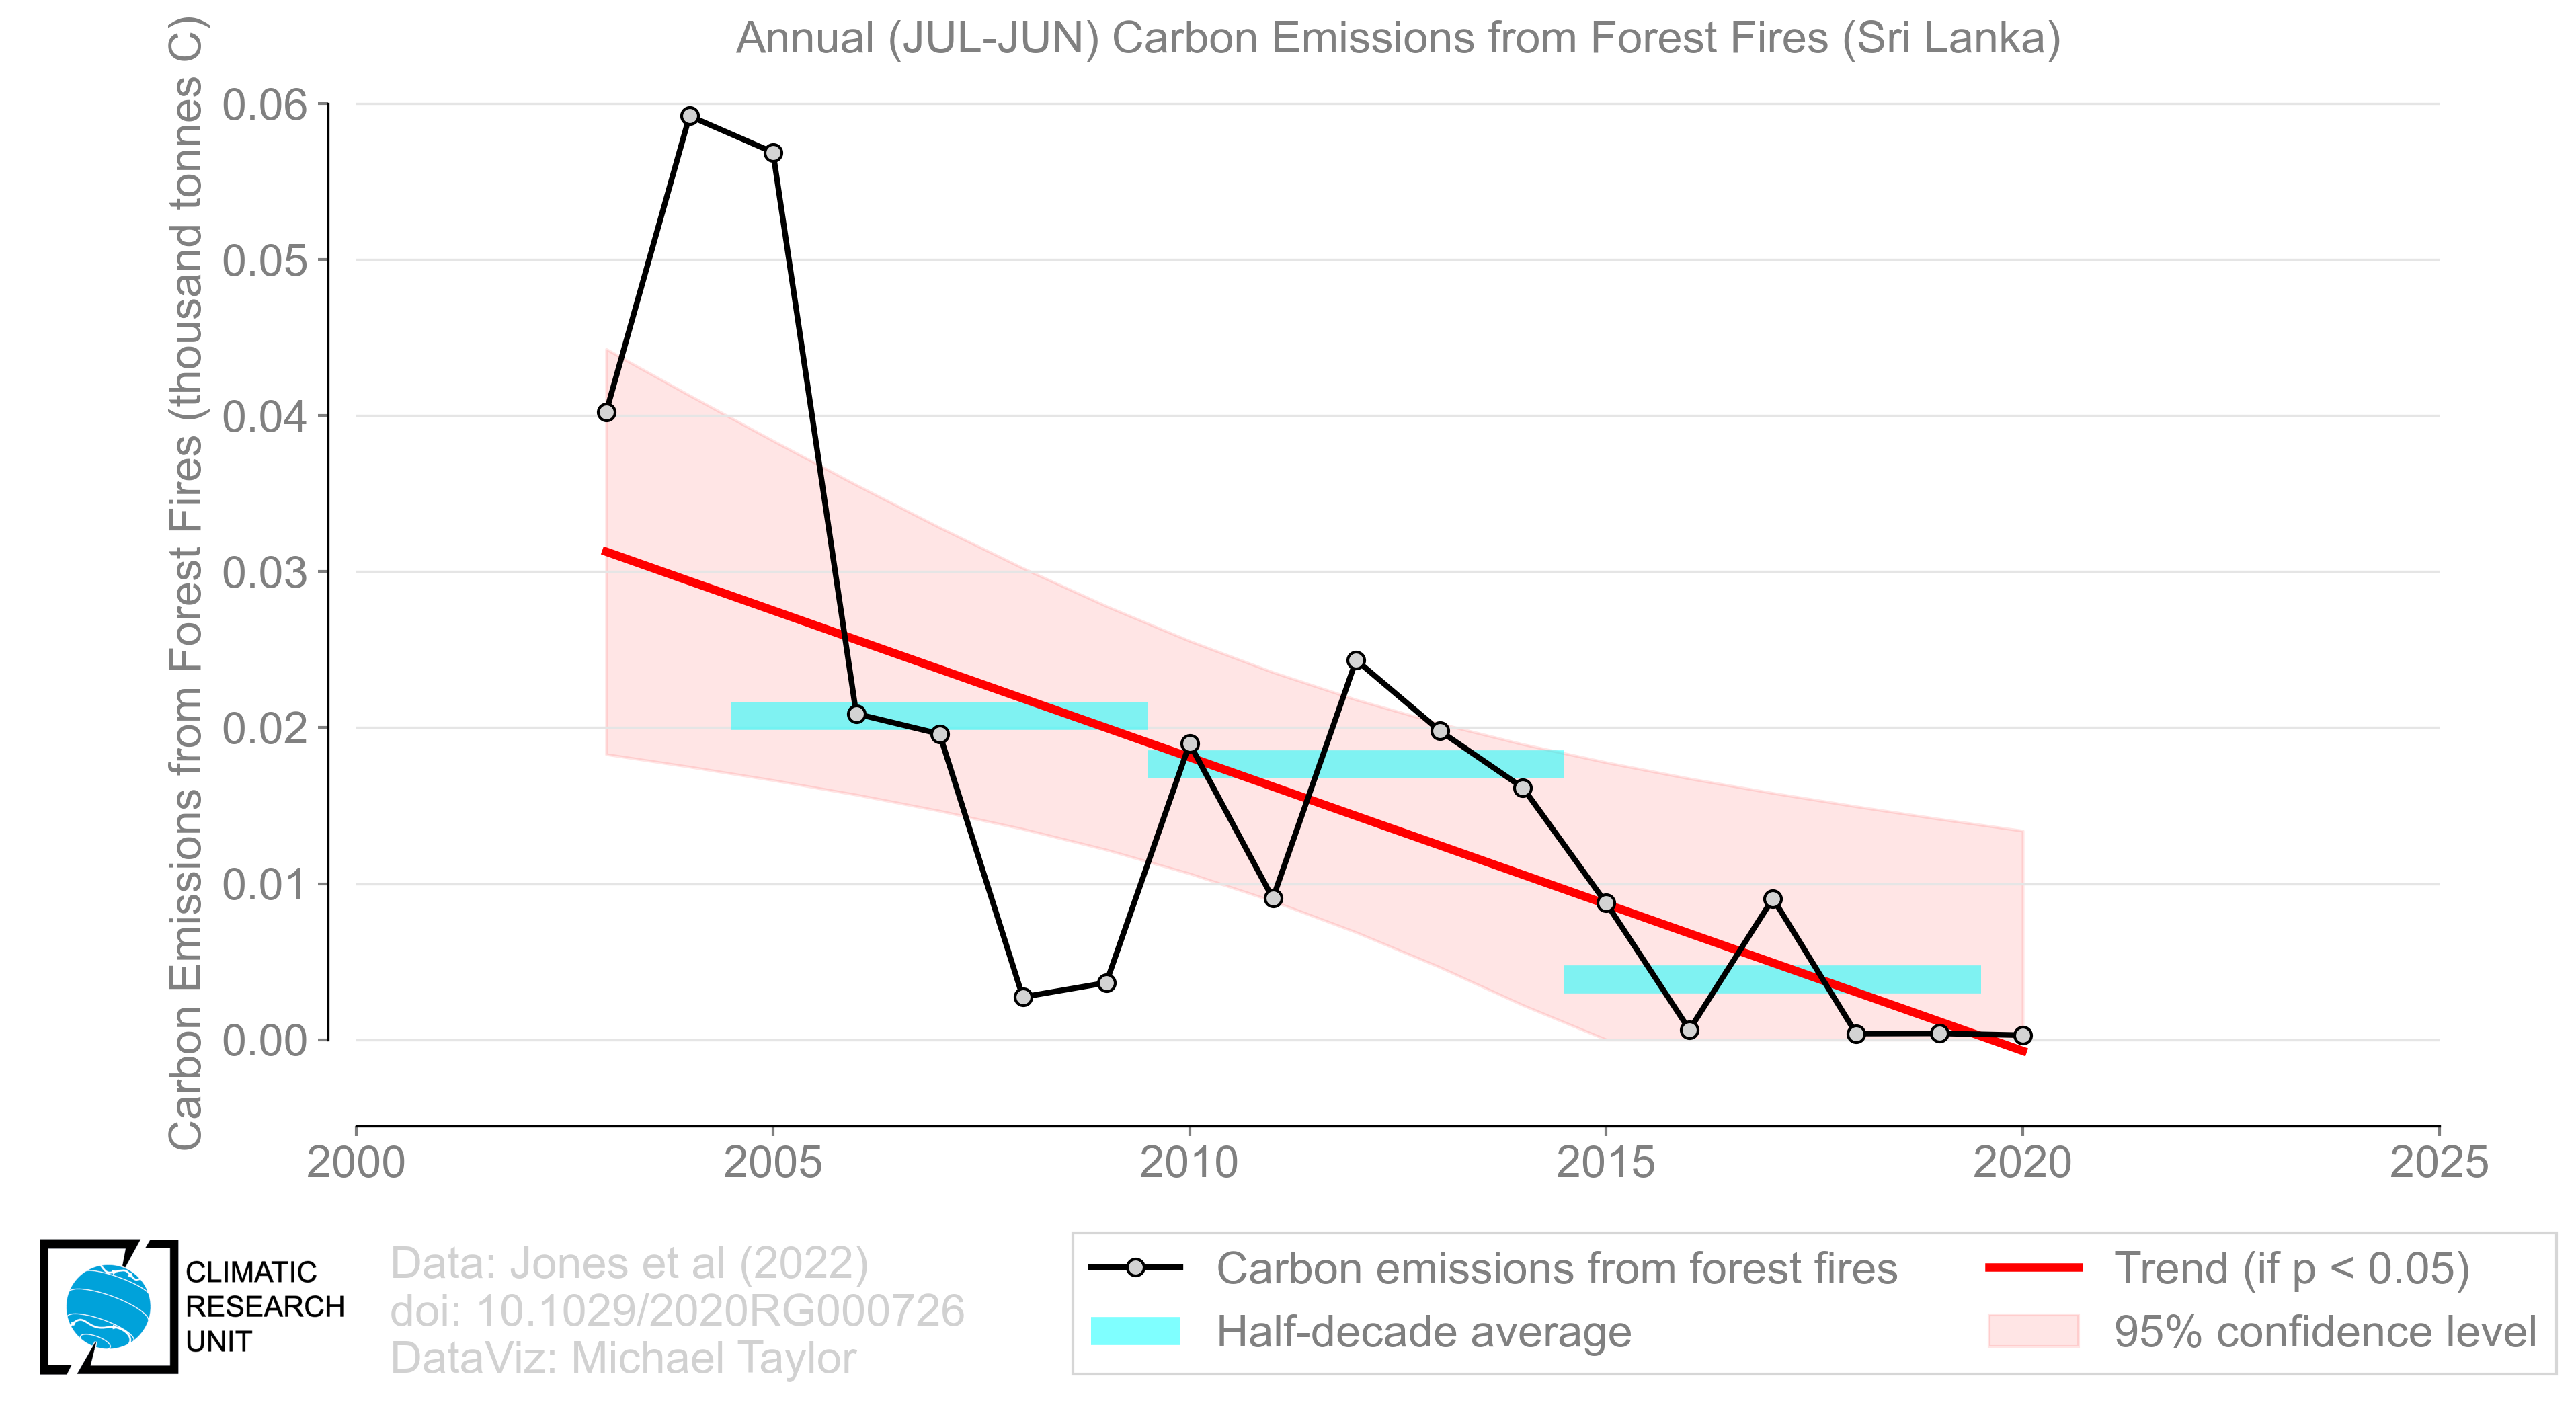 Annual (JUL-JUN) Carbon Emissions from Forest Fires (Sri Lanka)
Carbon Emissions from Forest Fires (thousand tonnes C)
0.06
0.05
0.04
0.03
0.02
0.01
0.00
2000 2005 2010 2015 2020 2025
CLIMATIC
RESEARCH
UNIT
Data: Jones et al (2022)
doi: 10.1029/2020RG000726
DataViz: Michael Taylor
Carbon emissions from forest fires
Half-decade average
Trend (if p < 0.05)
95% confidence level